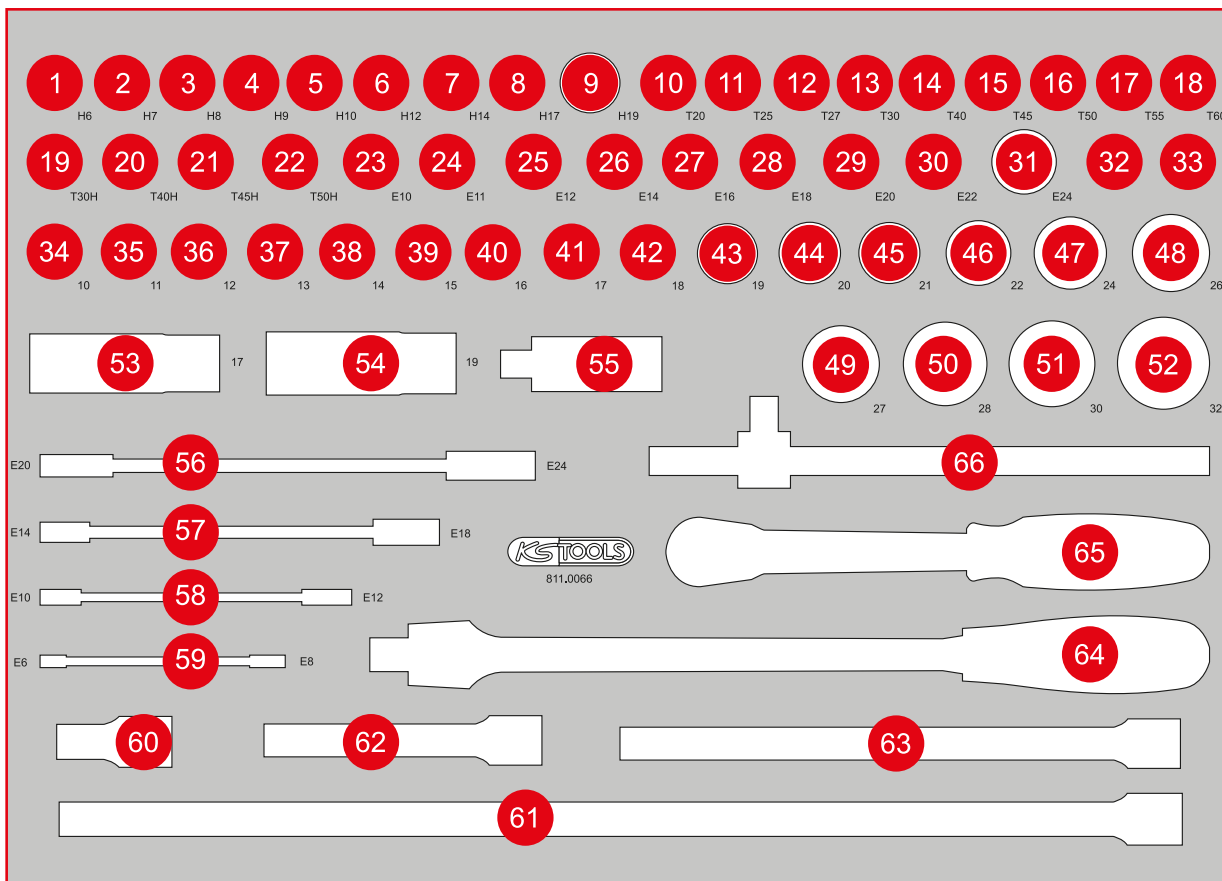 1 2 3 4 5 6 7 8 9 10 11 12 13 14 15 16 17 18
H6 H7 H8 H9 H10 H12 H14 H17 H19 T20 T25 T27 T30 T40 T45 T50 T55 T60
19 20 21 22 23 24 25 26 27 28 29 30 31 32 33
T30H T40H T45H T50H E10 E11 E12 E14 E16 E18 E20 E22 E24
34 35 36 37 38 39 40 41 42 43 44 45 46 47 48
10 11 12 13 14 15 16 17 18 19 20 21 22 24 26
53 17 54 19 55 49 50 51 52
27 28 30 32
E20 56 E24 66
E14 57 E18
KS TOOLS 65
811.0066
E10 58 E12
E6 59 E8 64
60 62 63
61